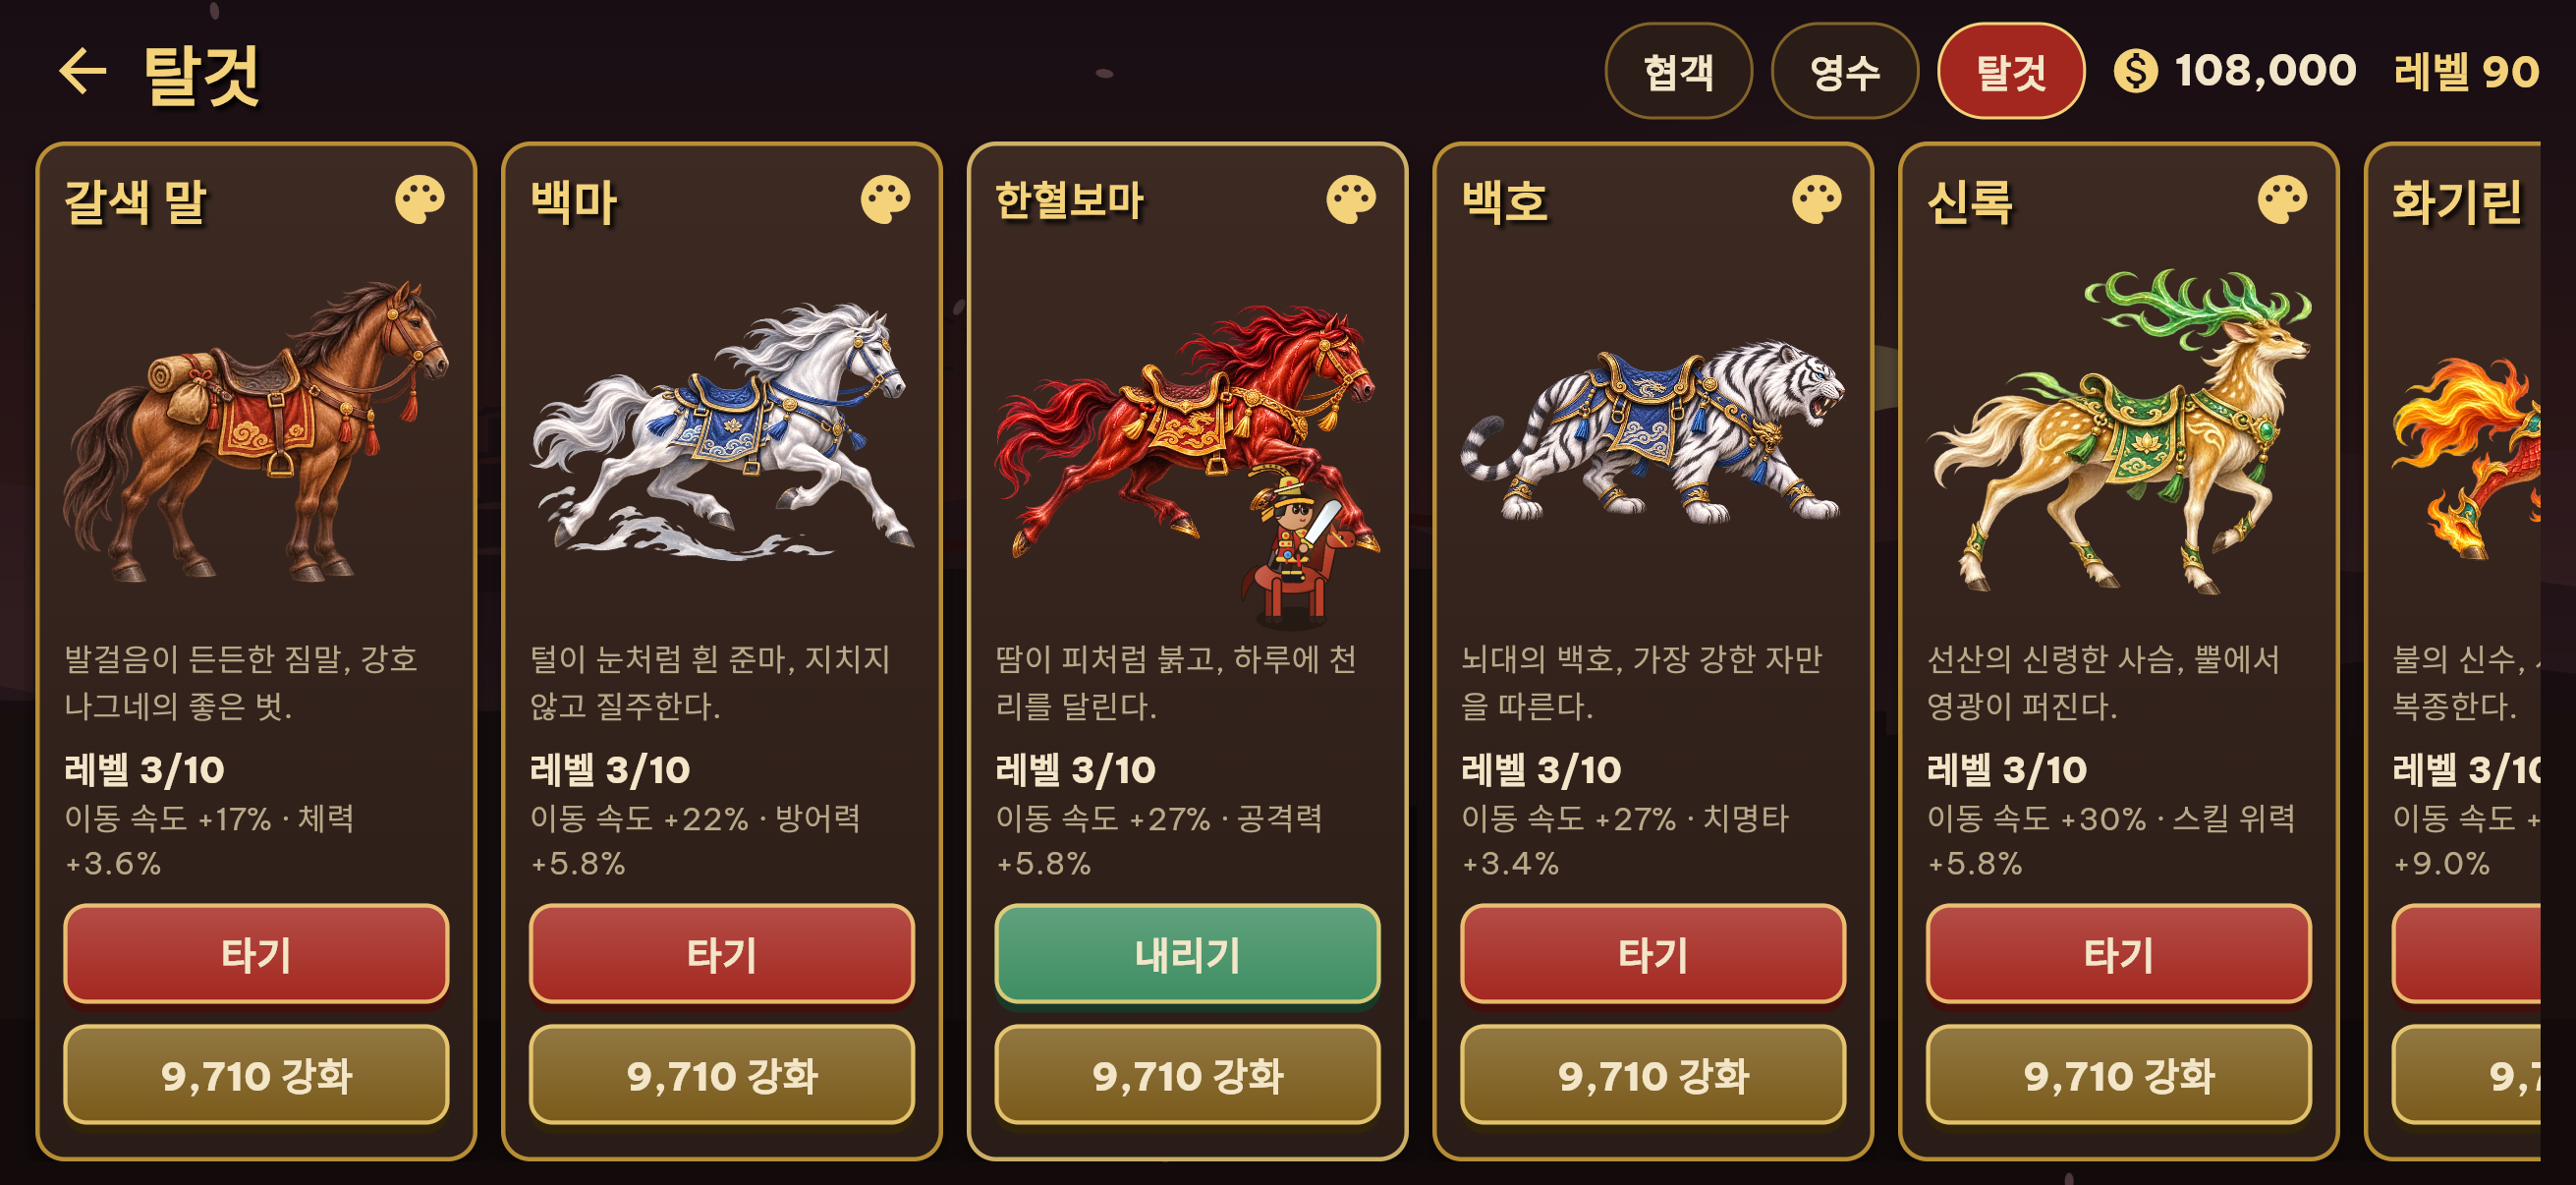 탈것
협객
영수
탈것
108,000
레벨 90
갈색 말
발걸음이 든든한 짐말, 강호
나그네의 좋은 벗.
레벨 3/10
이동 속도 +17% · 체력
+3.6%
타기
9,710 강화
백마
털이 눈처럼 흰 준마, 지치지
않고 질주한다.
레벨 3/10
이동 속도 +22% · 방어력
+5.8%
타기
9,710 강화
한혈보마
땀이 피처럼 붉고, 하루에 천
리를 달린다.
레벨 3/10
이동 속도 +27% · 공격력
+5.8%
내리기
9,710 강화
백호
뇌대의 백호, 가장 강한 자만
을 따른다.
레벨 3/10
이동 속도 +27% · 치명타
+3.4%
타기
9,710 강화
신록
선산의 신령한 사슴, 뿔에서
영광이 퍼진다.
레벨 3/10
이동 속도 +30% · 스킬 위력
+5.8%
타기
9,710 강화
화기린
불의 신수,
복종한다.
레벨 3/10
이동 속도 +
+9.0%